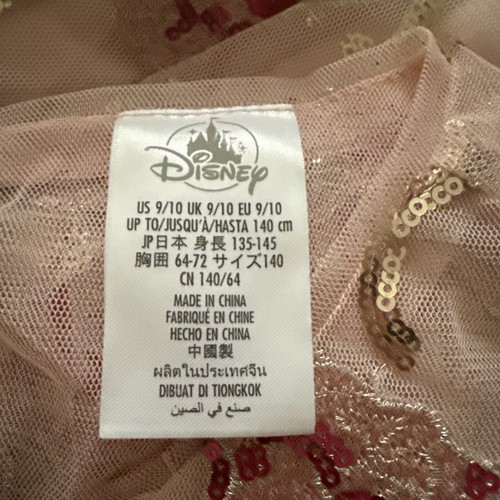 Disney
US 9/10 UK 9/10 EU 9/10
UP TO/JUSQU'À/HASTA 140 cm
JP日本 身長 135-145
胸囲 64-72 サイズ140
CN 140/64
MADE IN CHINA
FABRIQUÉ EN CHINE
HECHO EN CHINA
中國製
ผลิตในประเทศจีน
DIBUAT DI TIONGKOK
صنع في الصين